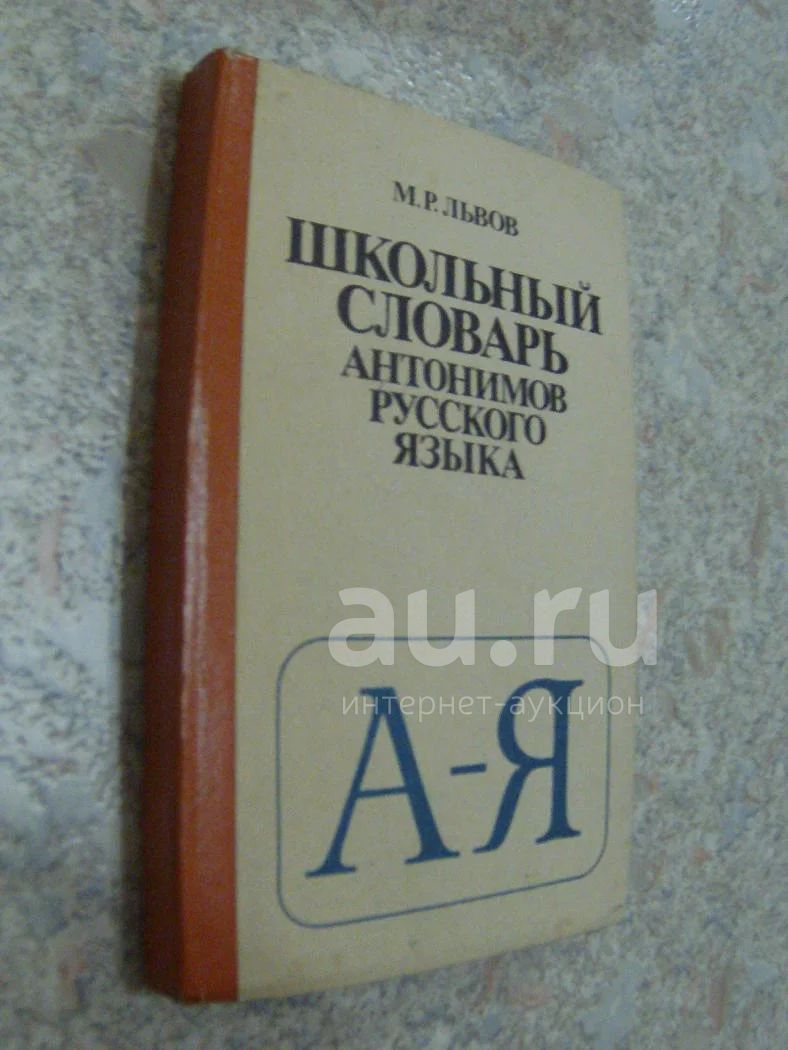 М.Р.ЛЬВОВ
ШКОЛЬНЫЙ
СЛОВАРЬ
АНТОНИМОВ
РУССКОГО
ЯЗЫКА
au.ru
интернет-аукцион
А-Я